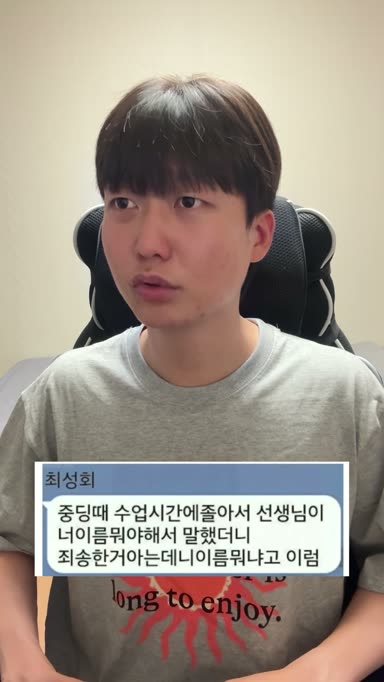 최성회
중딩때 수업시간에졸아서 선생님이
너이름뭐야해서 말했더니
죄송한거아는데니이름뭐냐고 이럼
long to enjoy.